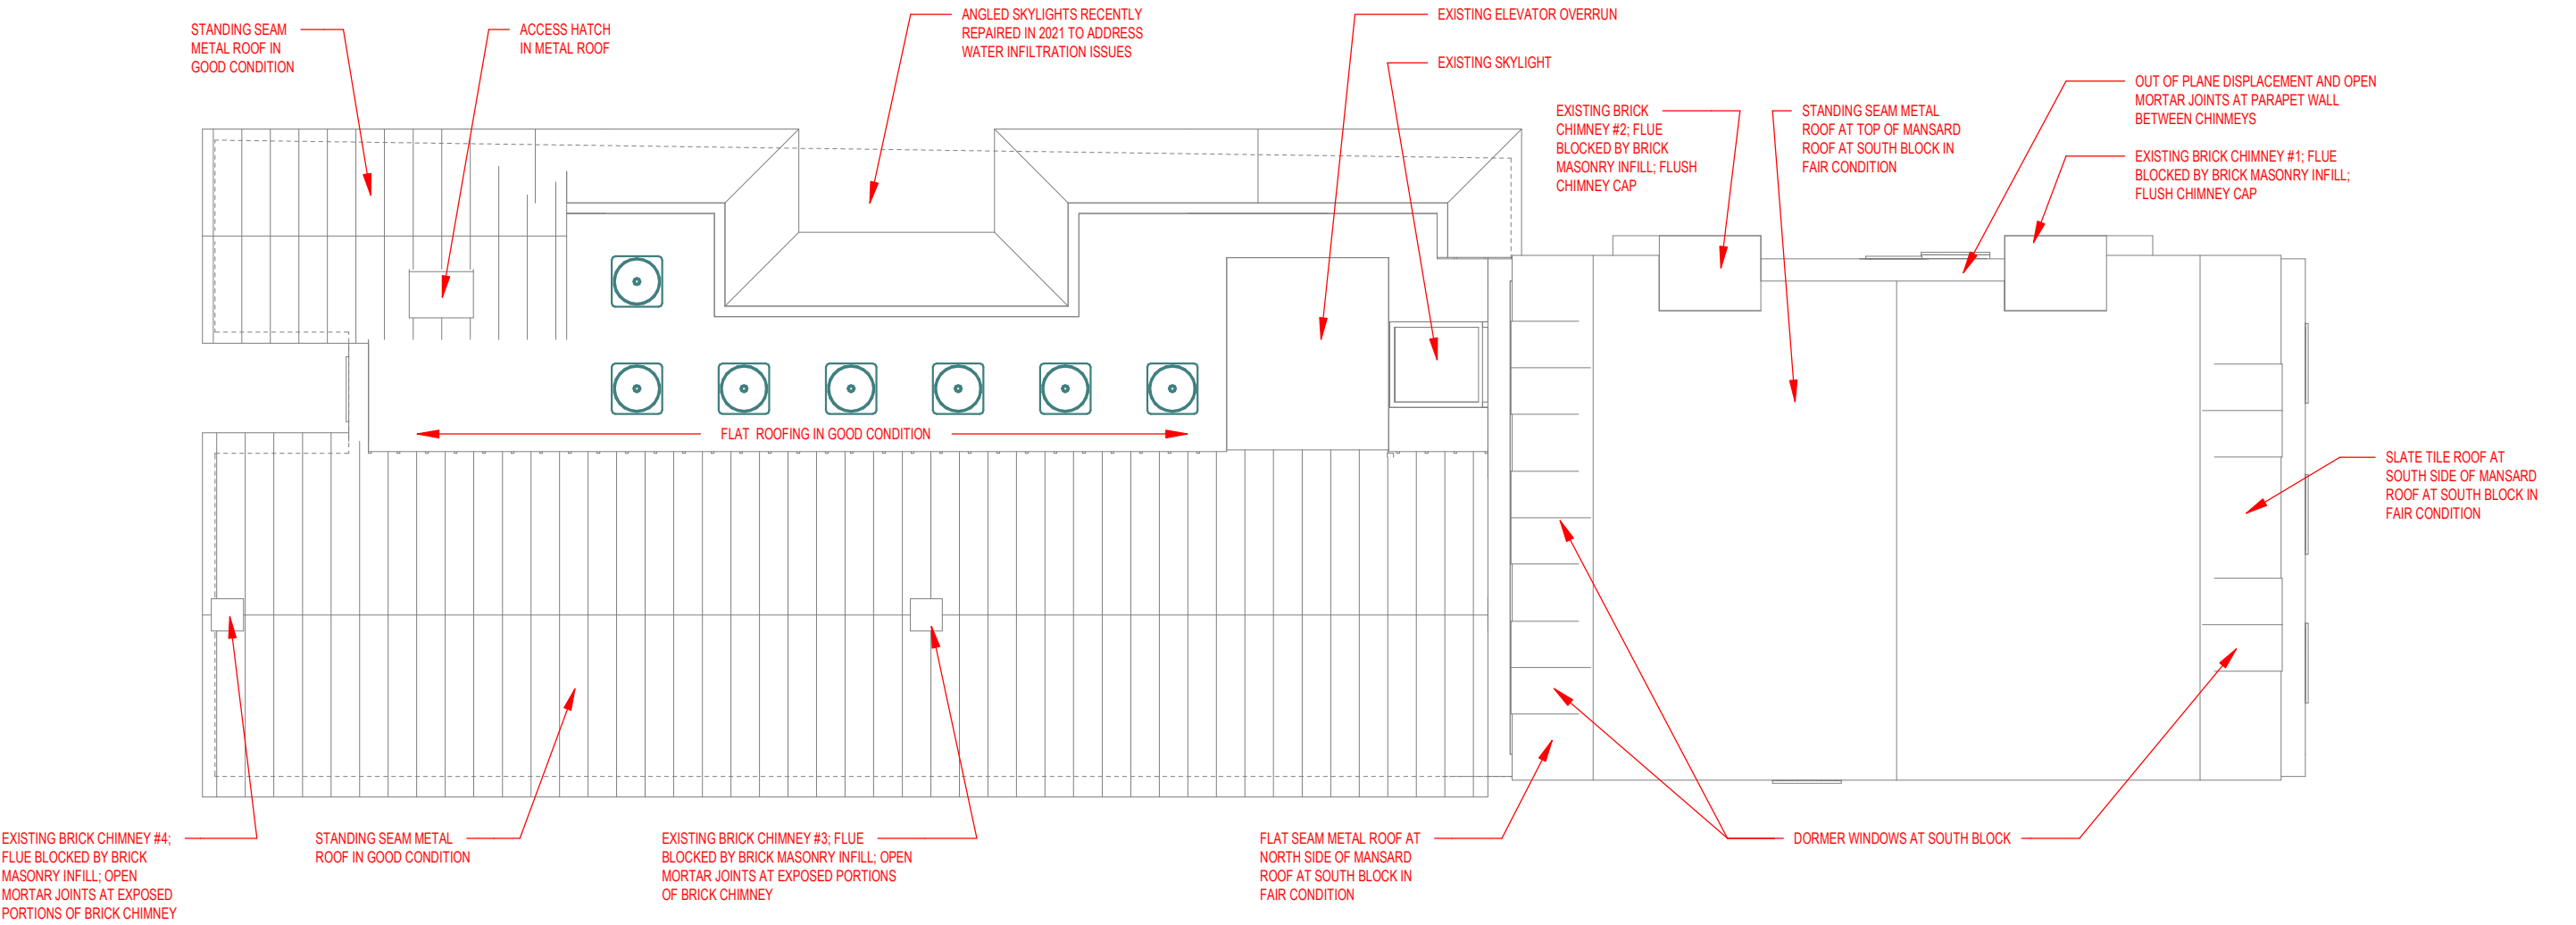 STANDING SEAM
METAL ROOF IN
GOOD CONDITION
ACCESS HATCH
IN METAL ROOF
ANGLED SKYLIGHTS RECENTLY
REPAIRED IN 2021 TO ADDRESS
WATER INFILTRATION ISSUES
EXISTING ELEVATOR OVERRUN
EXISTING SKYLIGHT
EXISTING BRICK
CHIMNEY #2; FLUE
BLOCKED BY BRICK
MASONRY INFILL; FLUSH
CHIMNEY CAP
STANDING SEAM METAL
ROOF AT TOP OF MANSARD
ROOF AT SOUTH BLOCK IN
FAIR CONDITION
OUT OF PLANE DISPLACEMENT AND OPEN
MORTAR JOINTS AT PARAPET WALL
BETWEEN CHINMEYS
EXISTING BRICK CHIMNEY #1; FLUE
BLOCKED BY BRICK MASONRY INFILL;
FLUSH CHIMNEY CAP
FLAT ROOFING IN GOOD CONDITION
SLATE TILE ROOF AT
SOUTH SIDE OF MANSARD
ROOF AT SOUTH BLOCK IN
FAIR CONDITION
EXISTING BRICK CHIMNEY #4;
FLUE BLOCKED BY BRICK
MASONRY INFILL; OPEN
MORTAR JOINTS AT EXPOSED
PORTIONS OF BRICK CHIMNEY
STANDING SEAM METAL
ROOF IN GOOD CONDITION
EXISTING BRICK CHIMNEY #3; FLUE
BLOCKED BY BRICK MASONRY INFILL; OPEN
MORTAR JOINTS AT EXPOSED PORTIONS
OF BRICK CHIMNEY
FLAT SEAM METAL ROOF AT
NORTH SIDE OF MANSARD
ROOF AT SOUTH BLOCK IN
FAIR CONDITION
DORMER WINDOWS AT SOUTH BLOCK